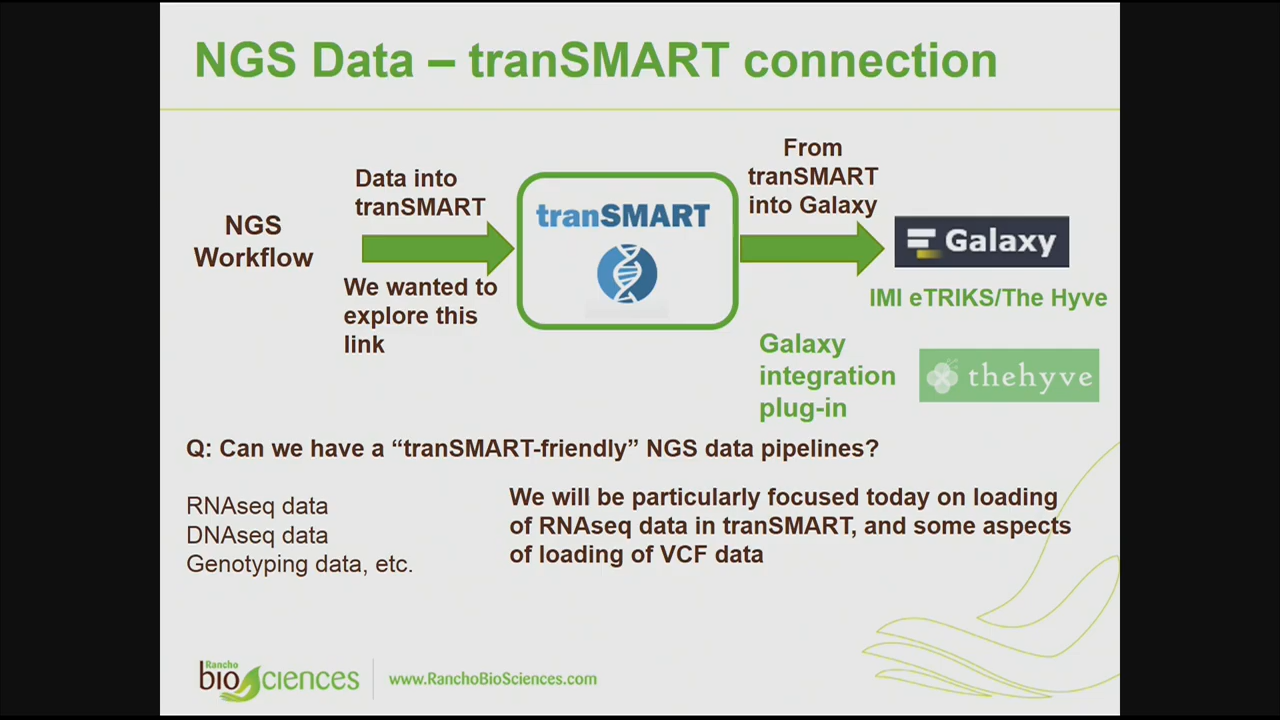 NGS Data – tranSMART connection
NGS
Workflow
Data into
tranSMART
We wanted to
explore this
link
tranSMART
From
tranSMART
into Galaxy
Galaxy
IMI eTRIKS/The Hyve
Galaxy
integration
plug-in
thehyve
Q: Can we have a “tranSMART-friendly” NGS data pipelines?
RNAseq data
DNAseq data
Genotyping data, etc.
We will be particularly focused today on loading
of RNAseq data in tranSMART, and some aspects
of loading of VCF data
Rancho
bioSciences
www.RanchoBioSciences.com